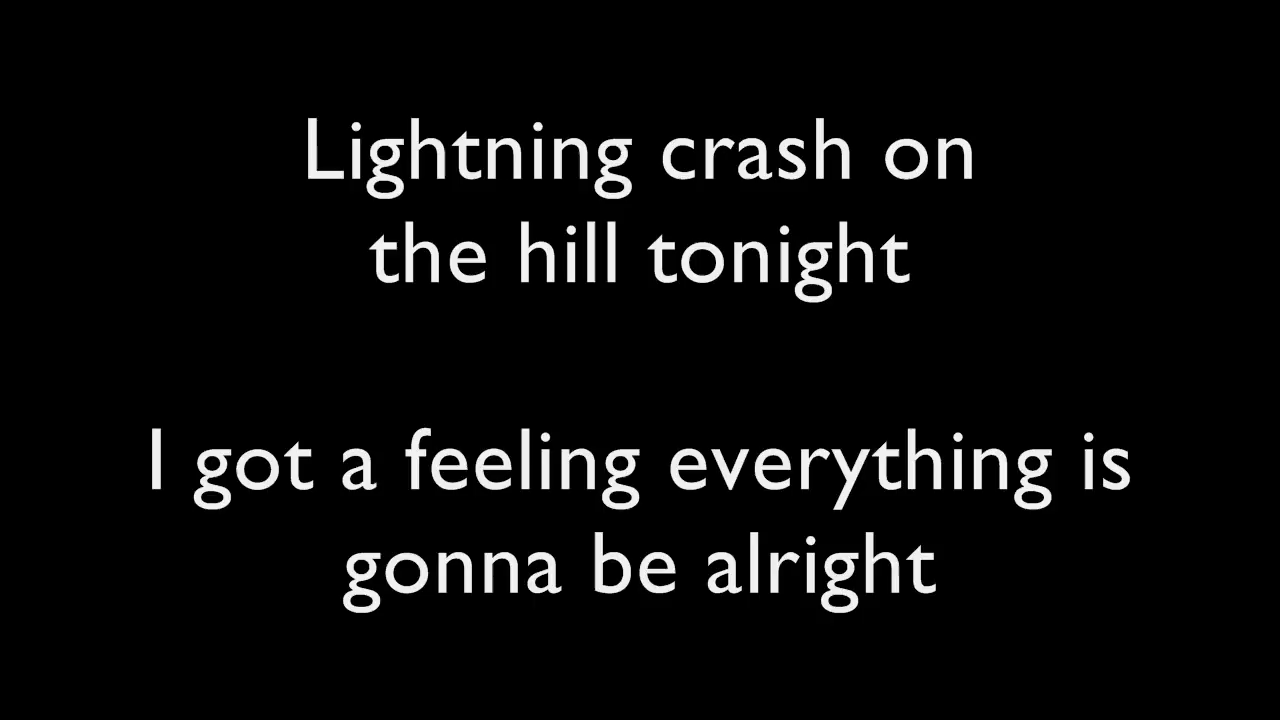 Lightning crash on
the hill tonight
I got a feeling everything is
gonna be alright